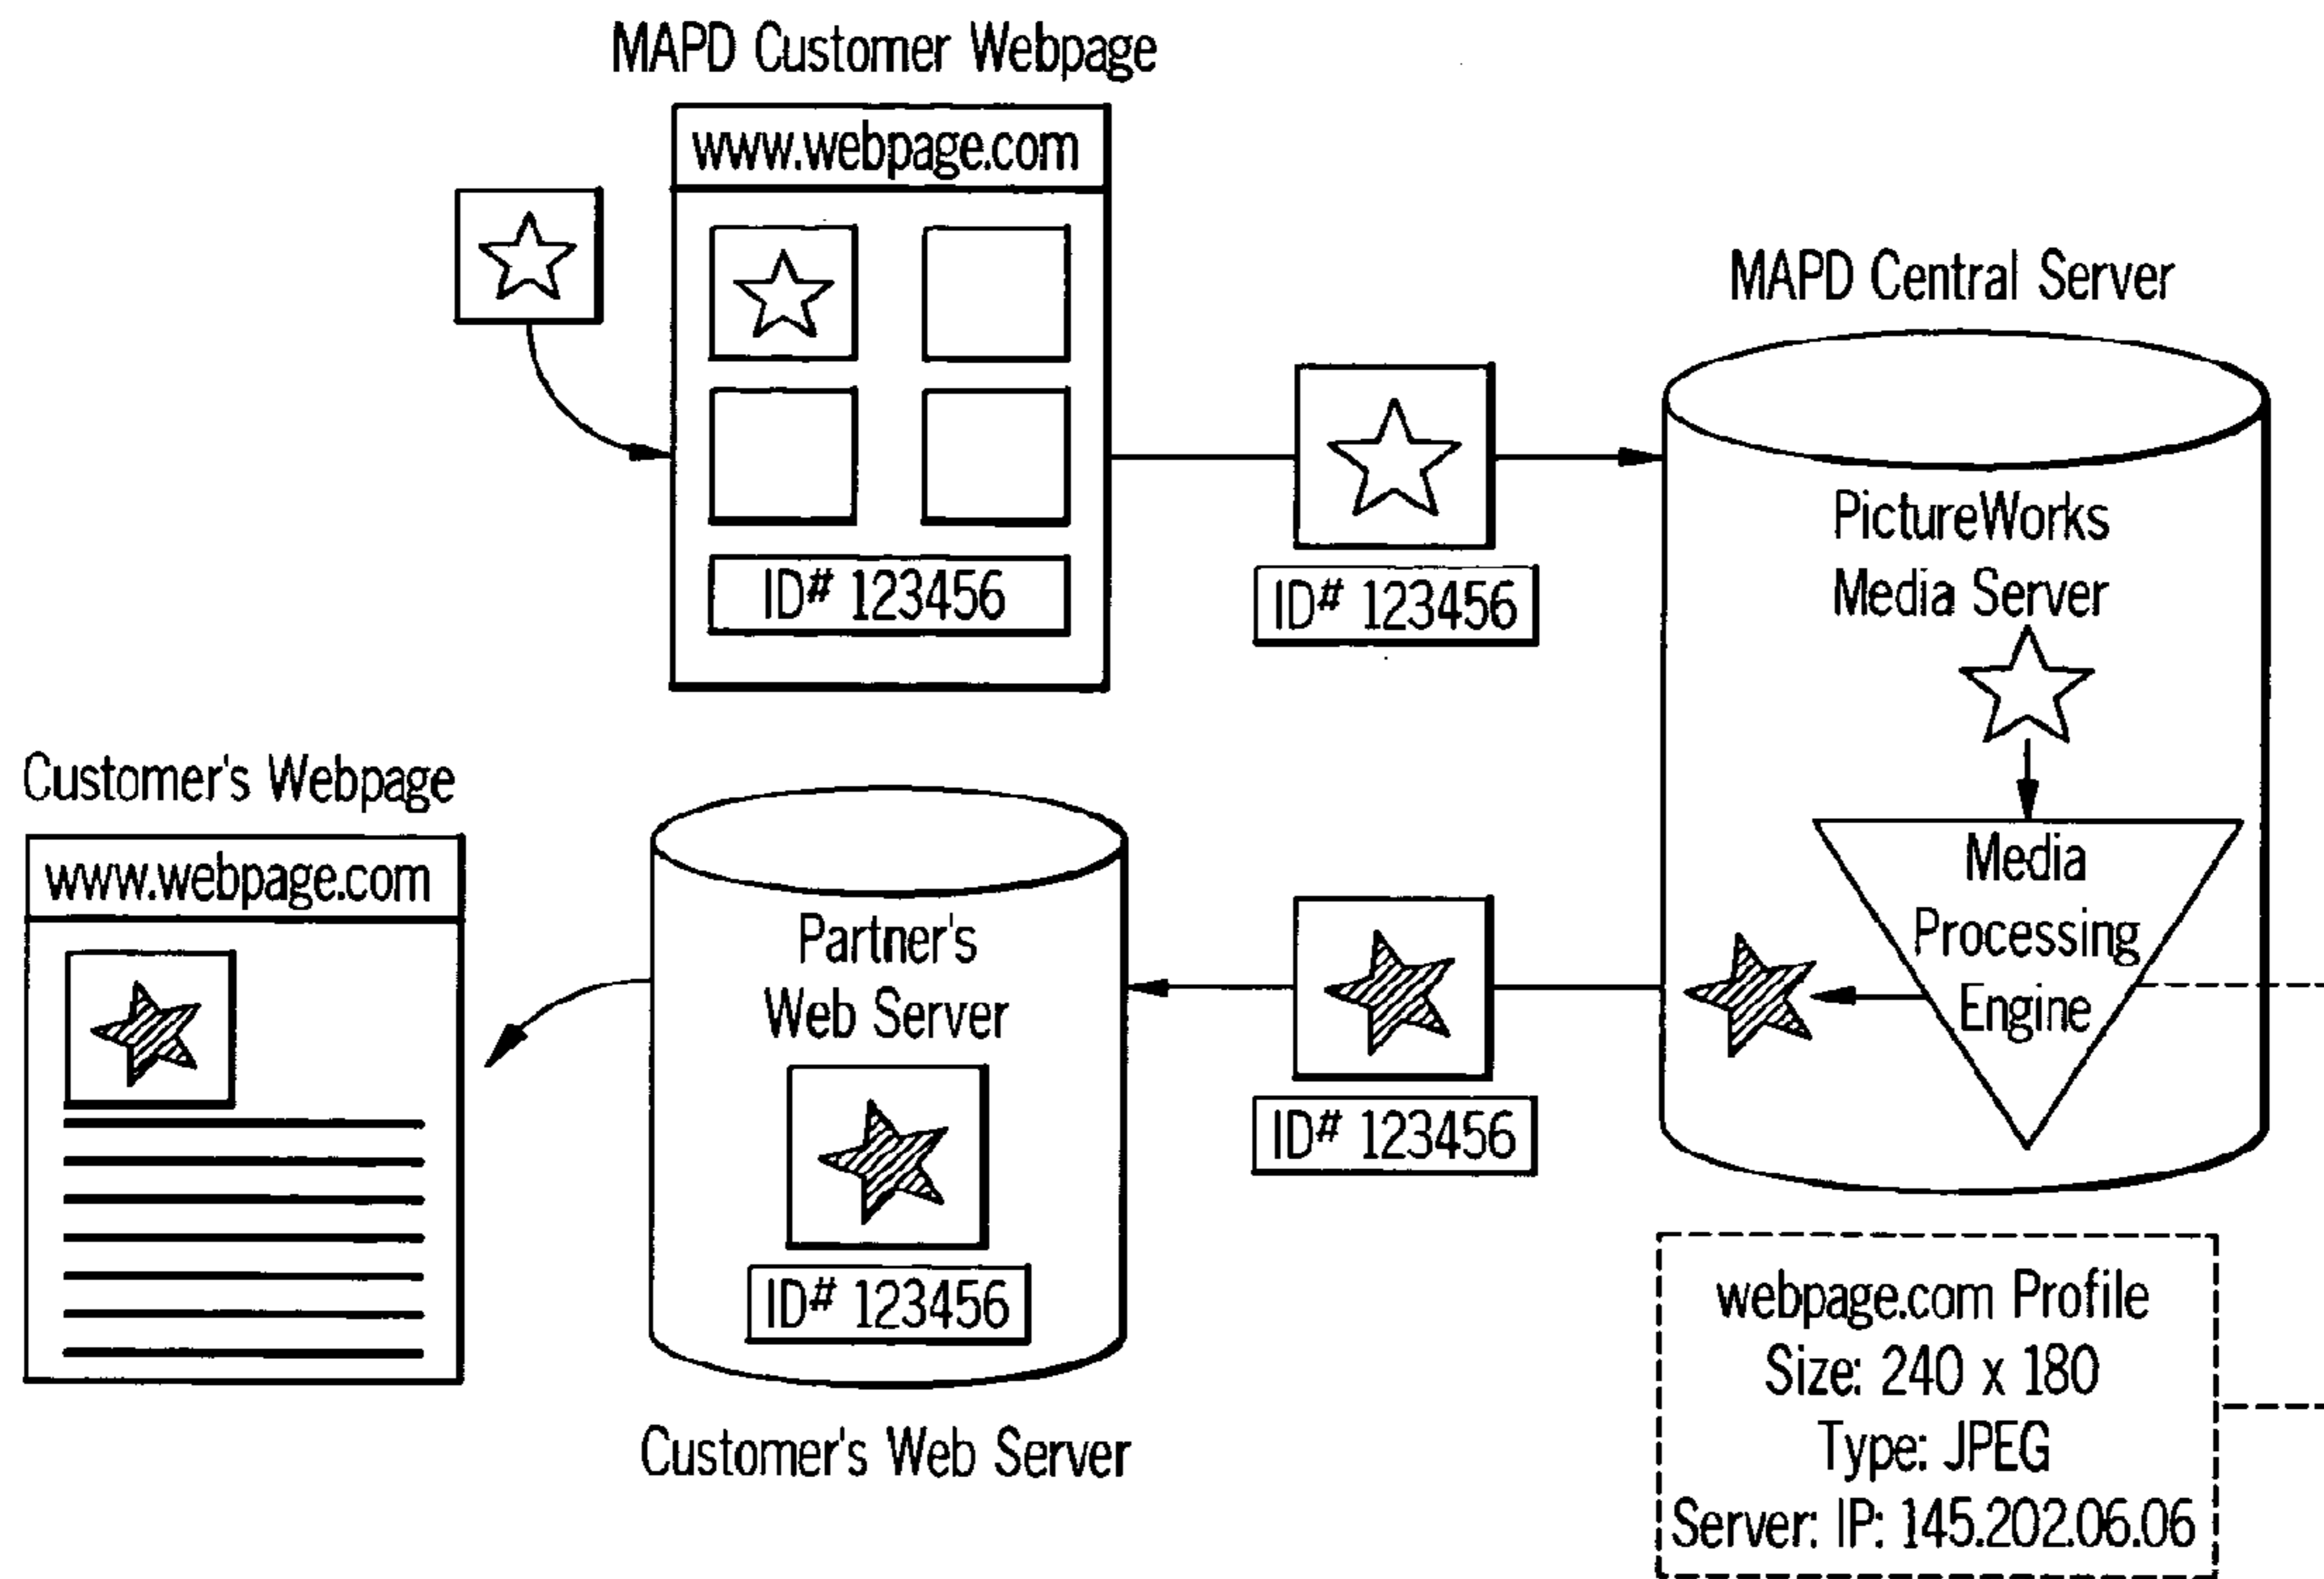 MAPD Customer Webpage
www.webpage.com
ID# 123456
ID# 123456
MAPD Central Server
PictureWorks
Media Server
Media
Processing
Engine
Customer's Webpage
www.webpage.com
Partner's
Web Server
ID# 123456
Customer's Web Server
ID# 123456
webpage.com Profile
Size: 240 x 180
Type: JPEG
Server: IP: 145.202.06.06